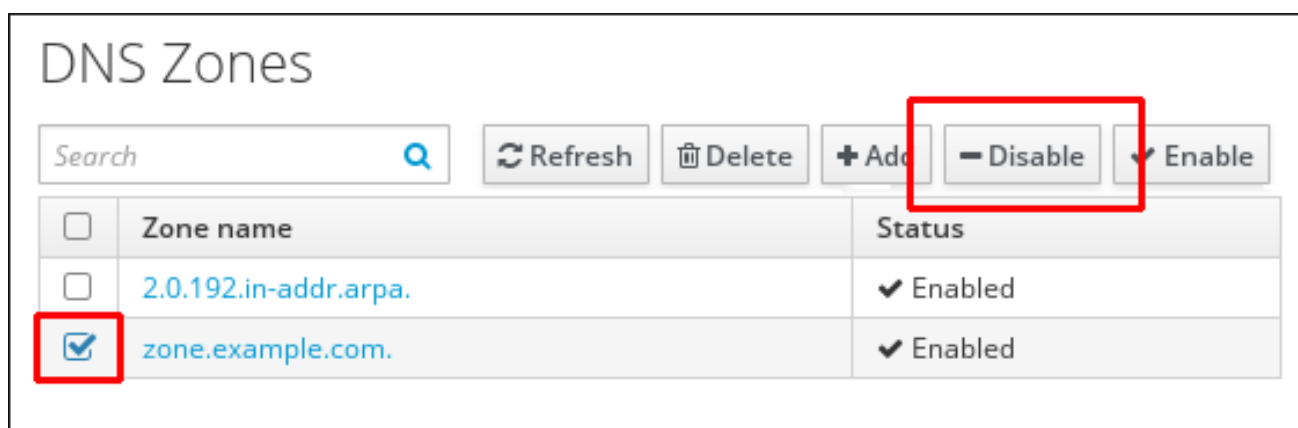 DNS Zones
Search Refresh Delete Add Disable Enable
Zone name Status
2.0.192.in-addr.arpa. Enabled
zone.example.com. Enabled